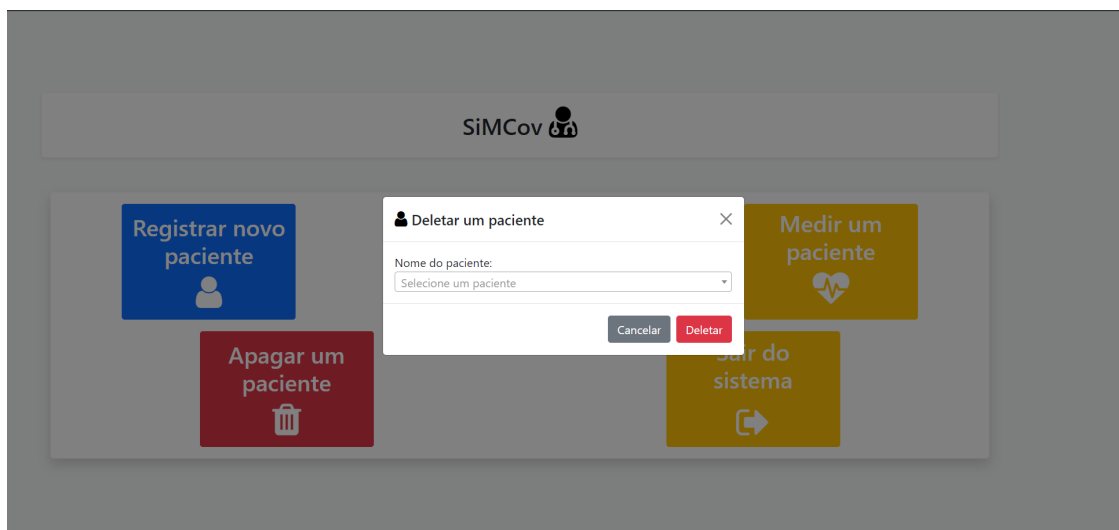 SiMCov
Registrar novo
paciente
Deletar um paciente
Nome do paciente:
Selecione um paciente
Cancelar
Deletar
Medir um
paciente
Apagar um
paciente
Sair do
sistema